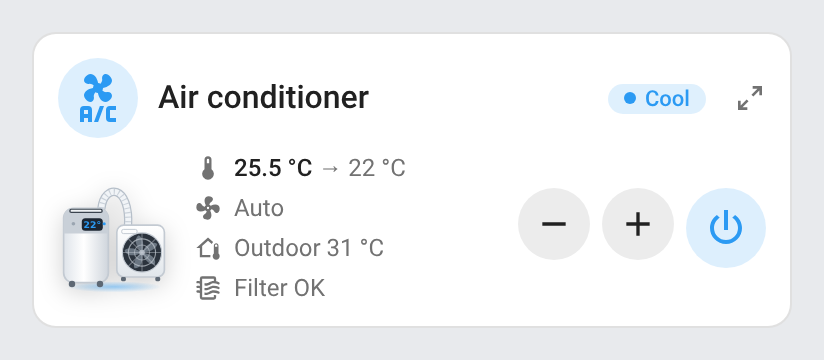 A/C
Air conditioner
Cool
25.5 °C → 22 °C
Auto
22°
Outdoor 31 °C
Filter OK